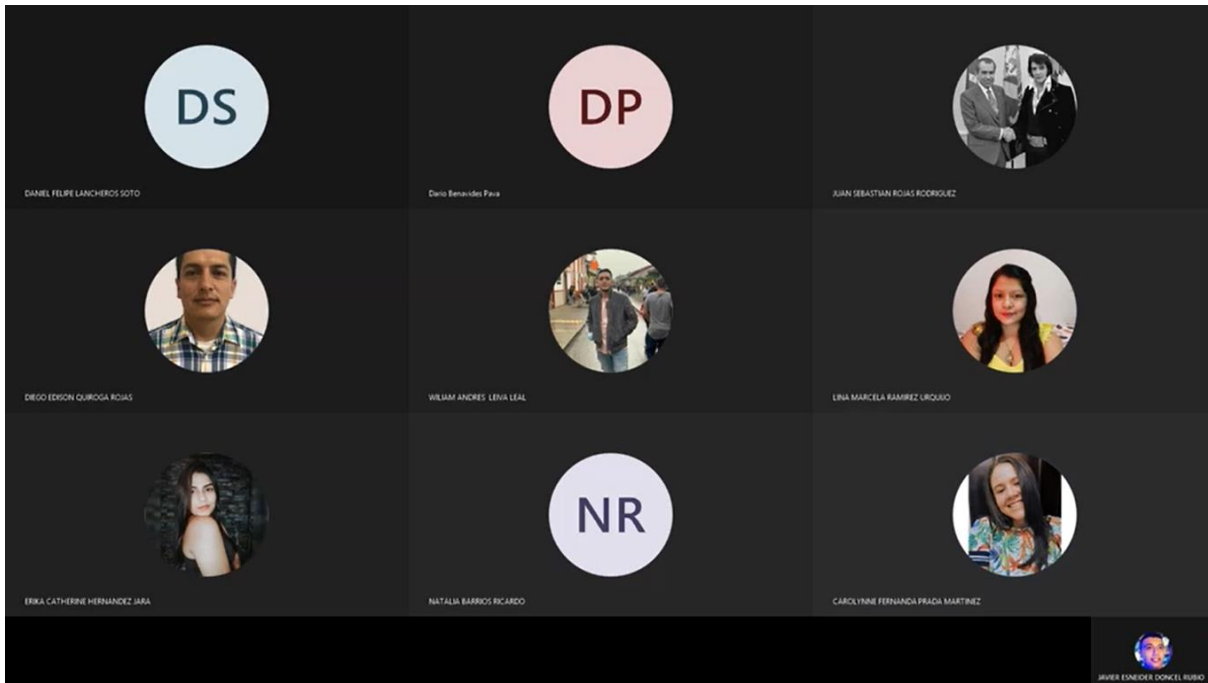 DS
DP
DANIEL FELIPE LANCHEROS SOTO
Dario Benavides Pava
JUAN SEBASTIAN ROJAS RODRIGUEZ
DIEGO EDISON QUIROGA ROJAS
WILIAM ANDRES LEIVA LEAL
LINA MARCELA RAMIREZ URQUIJO
NR
ERIKA CATHERINE HERNANDEZ JARA
NATALIA BARRIOS RICARDO
CAROLYNNE FERNANDA PRADA MARTINEZ
JAVIER ESNEIDER DONCEL RUBIO